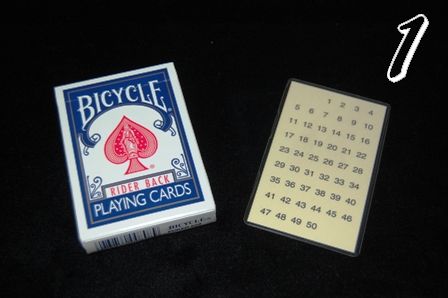 1
BICYCLE
®
RIDER BACK
PLAYING CARDS
BICYCLE
1 2 3 4
5 6 7 8 9 10
11 12 13 14 15 16
17 18 19 20 21 22
23 24 25 26 27 28
29 30 31 32 33 34
35 36 37 38 39 40
41 42 43 44 45 46
47 48 49 50